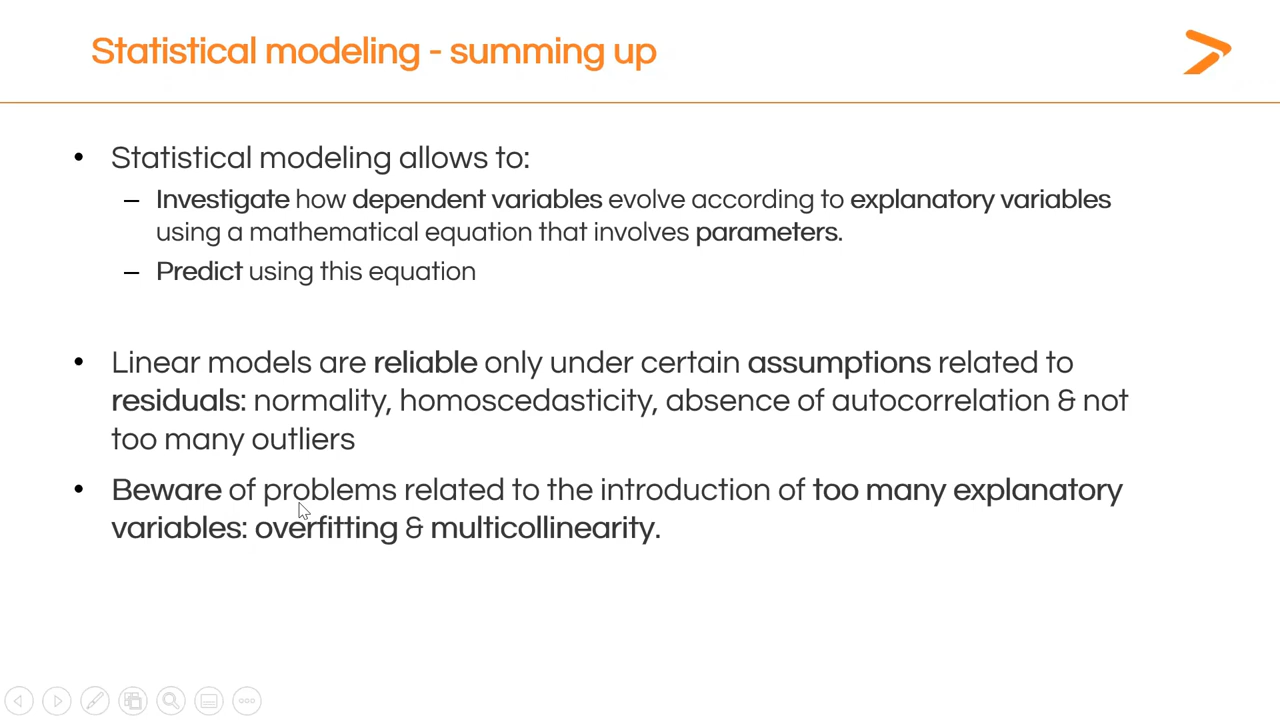 Statistical modeling - summing up
• Statistical modeling allows to:
– Investigate how dependent variables evolve according to explanatory variables
using a mathematical equation that involves parameters.
– Predict using this equation
• Linear models are reliable only under certain assumptions related to
residuals: normality, homoscedasticity, absence of autocorrelation & not
too many outliers
• Beware of problems related to the introduction of too many explanatory
variables: overfitting & multicollinearity.